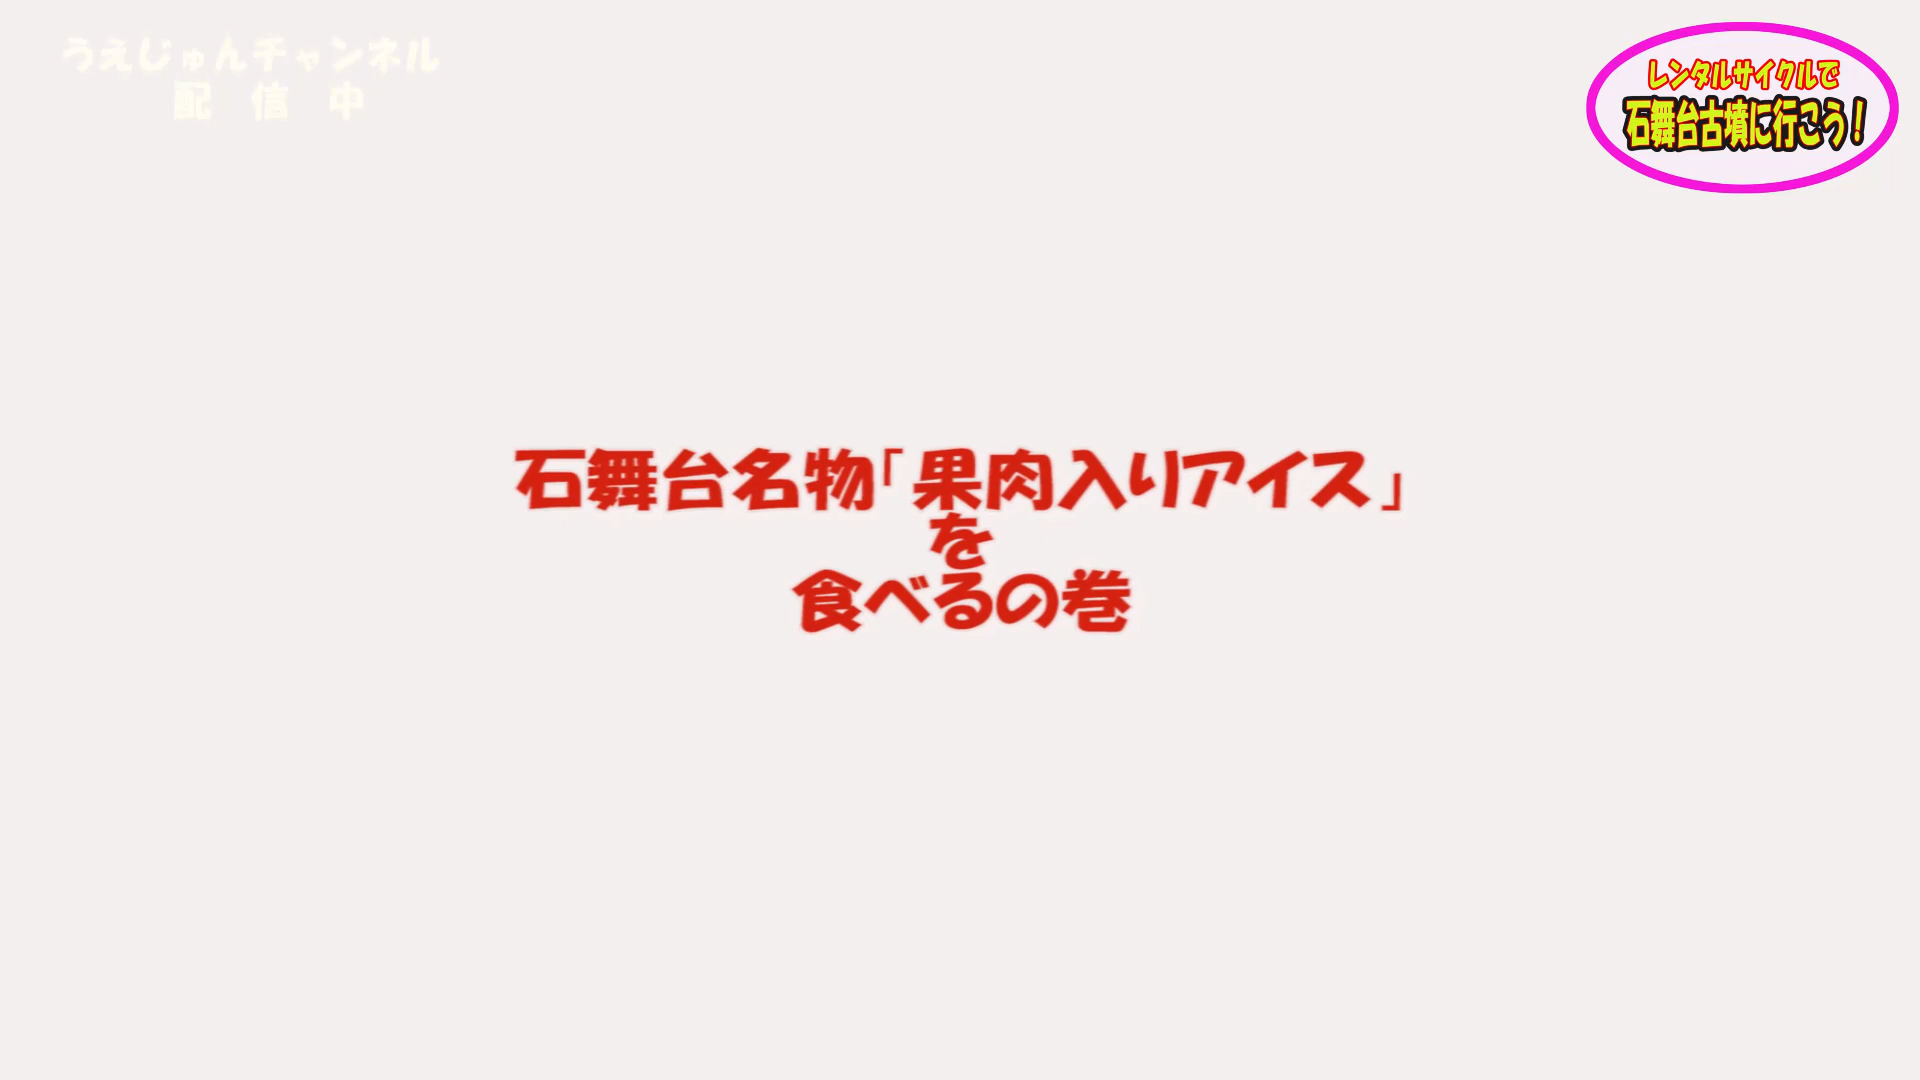 うえじゅんチャンネル
配　信　中
レンタルサイクルで
石舞台古墳に行こう！
石舞台名物「果肉入りアイス」
を
食べるの巻